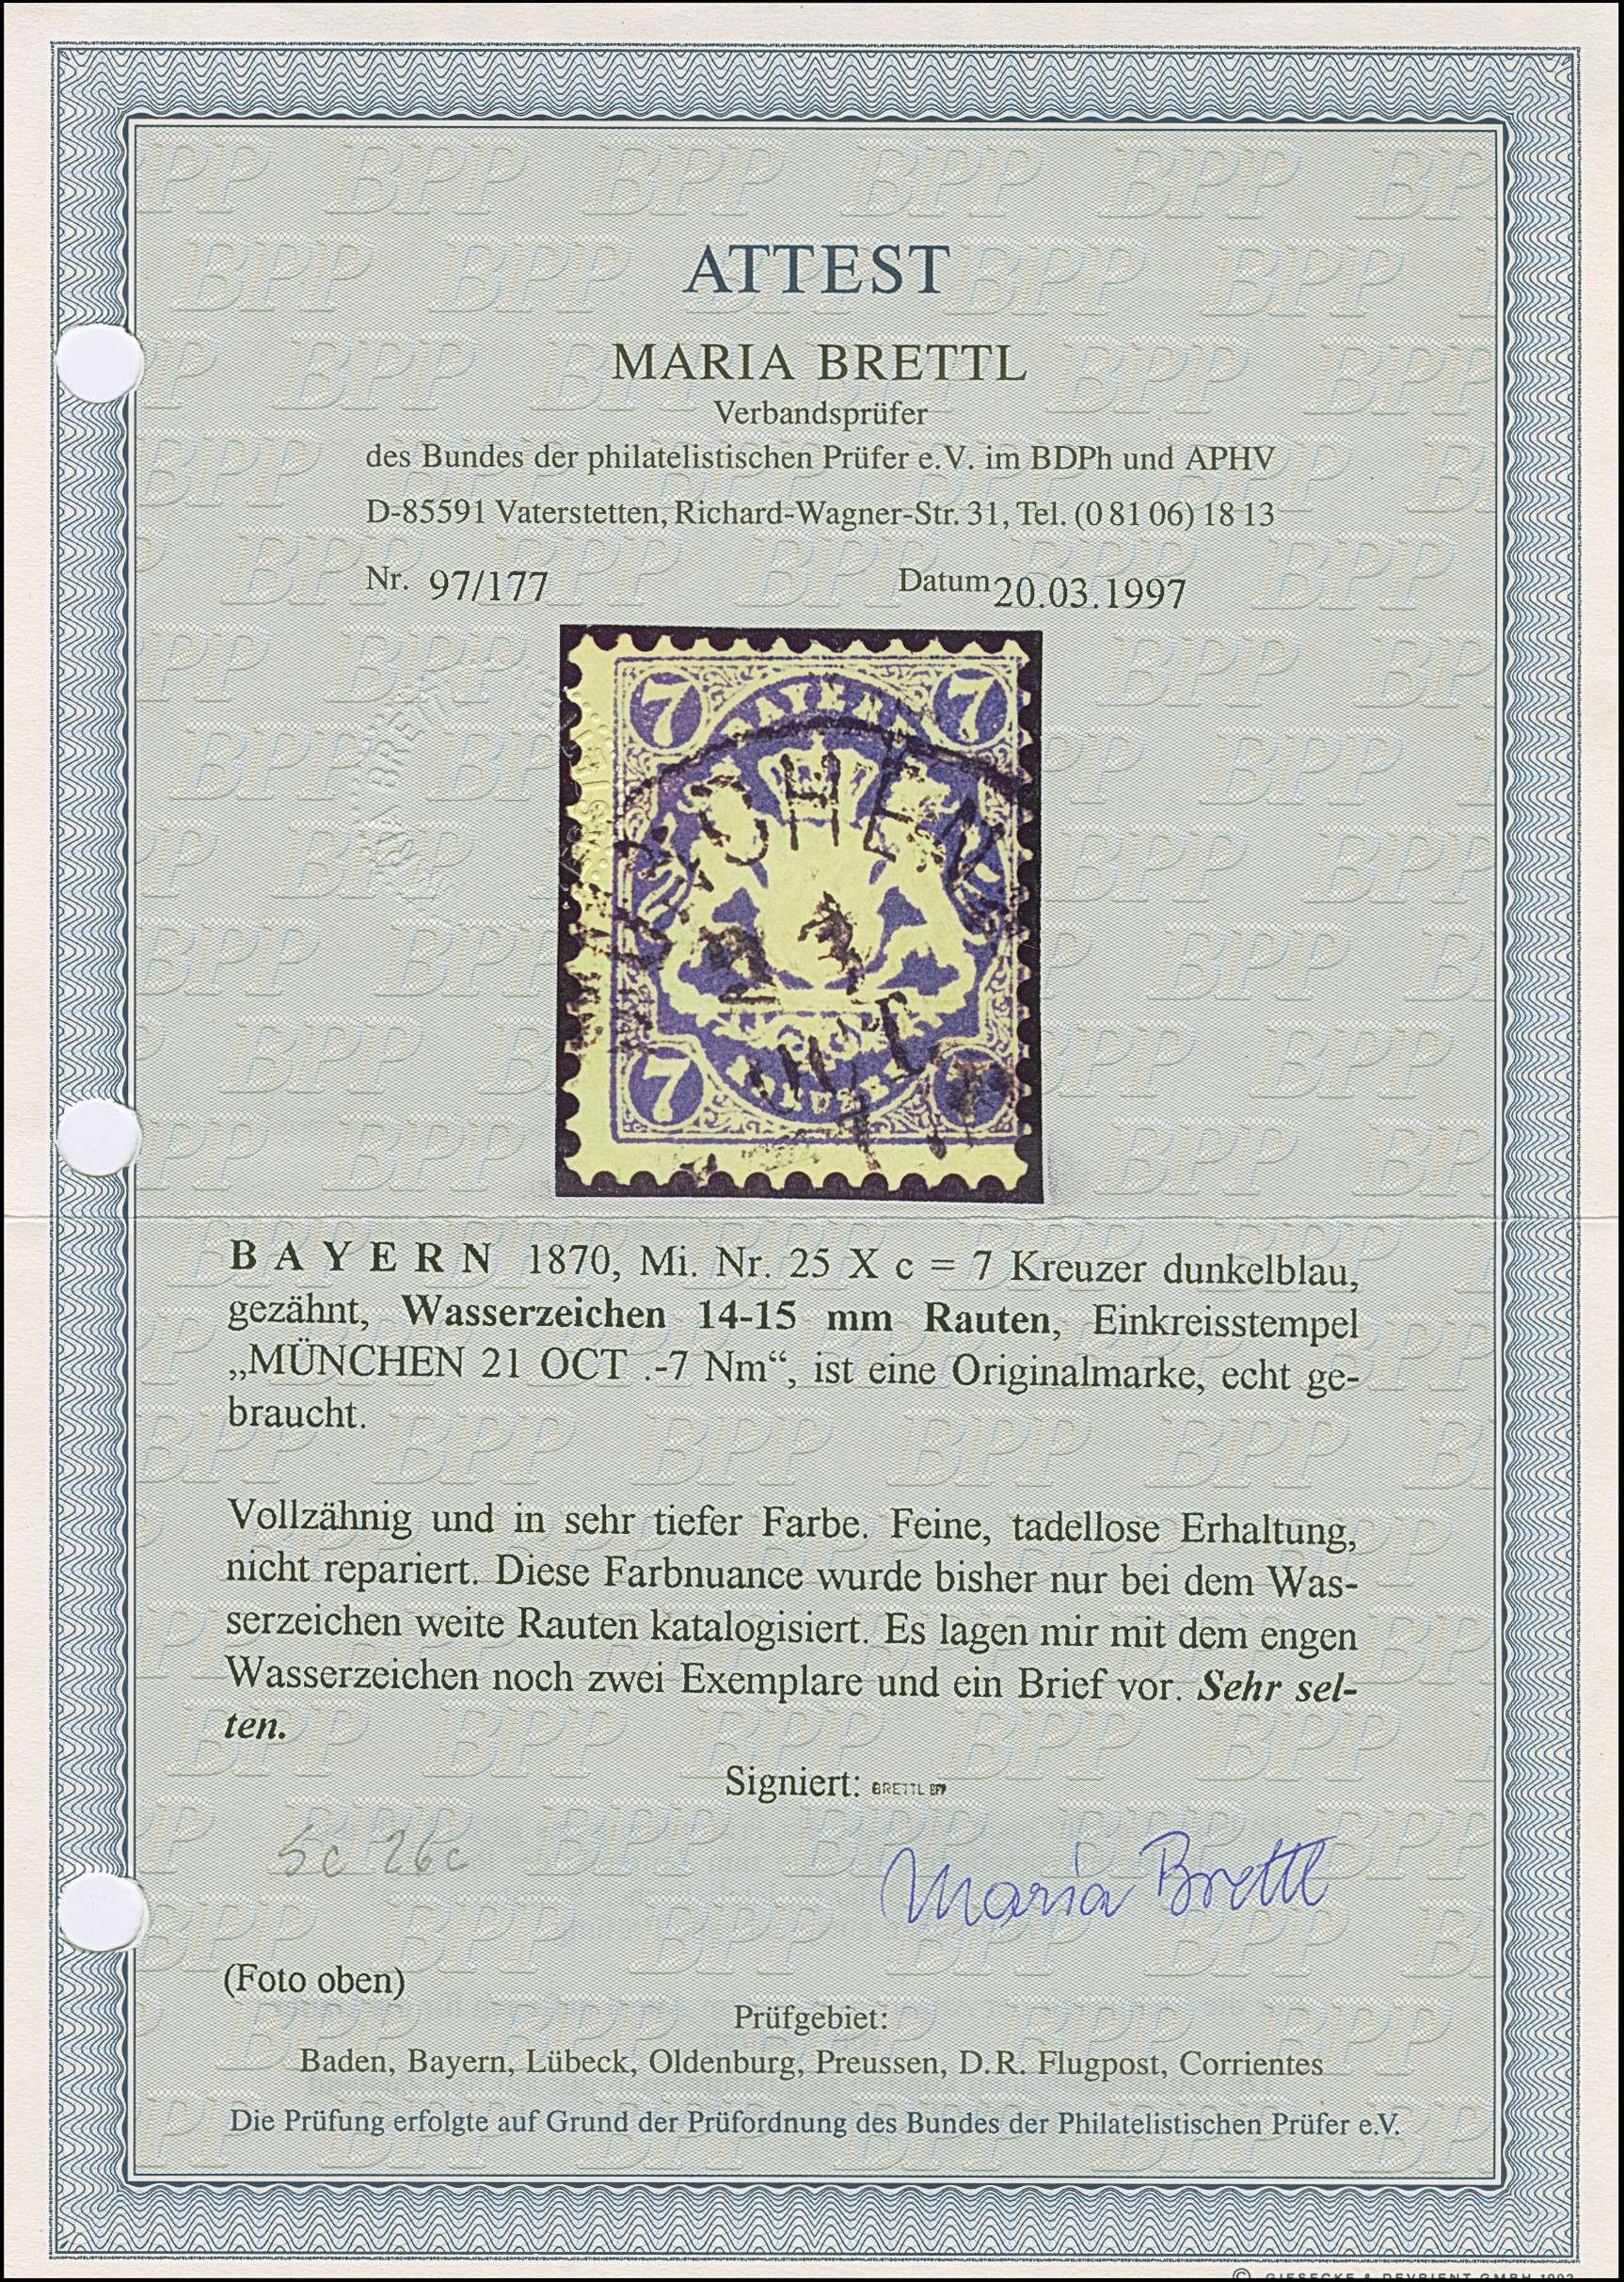 ATTEST
MARIA BRETTL
Verbandsprüfer
des Bundes der philatelistischen Prüfer e.V. im BDPh und APHV
D-85591 Vaterstetten, Richard-Wagner-Str. 31, Tel. (0 81 06) 18 13
Nr. 97/177 Datum 20.03.1997
7 BAYERN 7
MÜNCHEN
7
B A Y E R N 1870, Mi. Nr. 25 X c = 7 Kreuzer dunkelblau,
gezähnt, Wasserzeichen 14-15 mm Rauten, Einkreisstempel
„MÜNCHEN 21 OCT .-7 Nm“, ist eine Originalmarke, echt ge-
braucht.
Vollzähnig und in sehr tiefer Farbe. Feine, tadellose Erhaltung,
nicht repariert. Diese Farbnuance wurde bisher nur bei dem Was-
serzeichen weite Rauten katalogisiert. Es lagen mir mit dem engen
Wasserzeichen noch zwei Exemplare und ein Brief vor. Sehr sel-
ten.
Signiert: BRETTL BPP
Sc 26c
Maria Brettl
(Foto oben)
Prüfgebiet:
Baden, Bayern, Lübeck, Oldenburg, Preussen, D.R. Flugpost, Corrientes
Die Prüfung erfolgte auf Grund der Prüfordnung des Bundes der Philatelistischen Prüfer e.V.